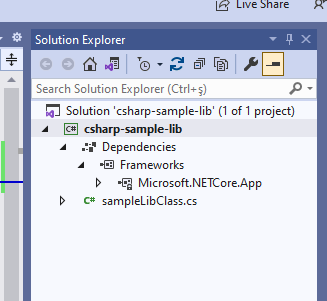 Live Share
Solution Explorer
Search Solution Explorer (Ctrl+ş)
Solution 'csharp-sample-lib' (1 of 1 project)
C# csharp-sample-lib
Dependencies
Frameworks
Microsoft.NETCore.App
C# sampleLibClass.cs